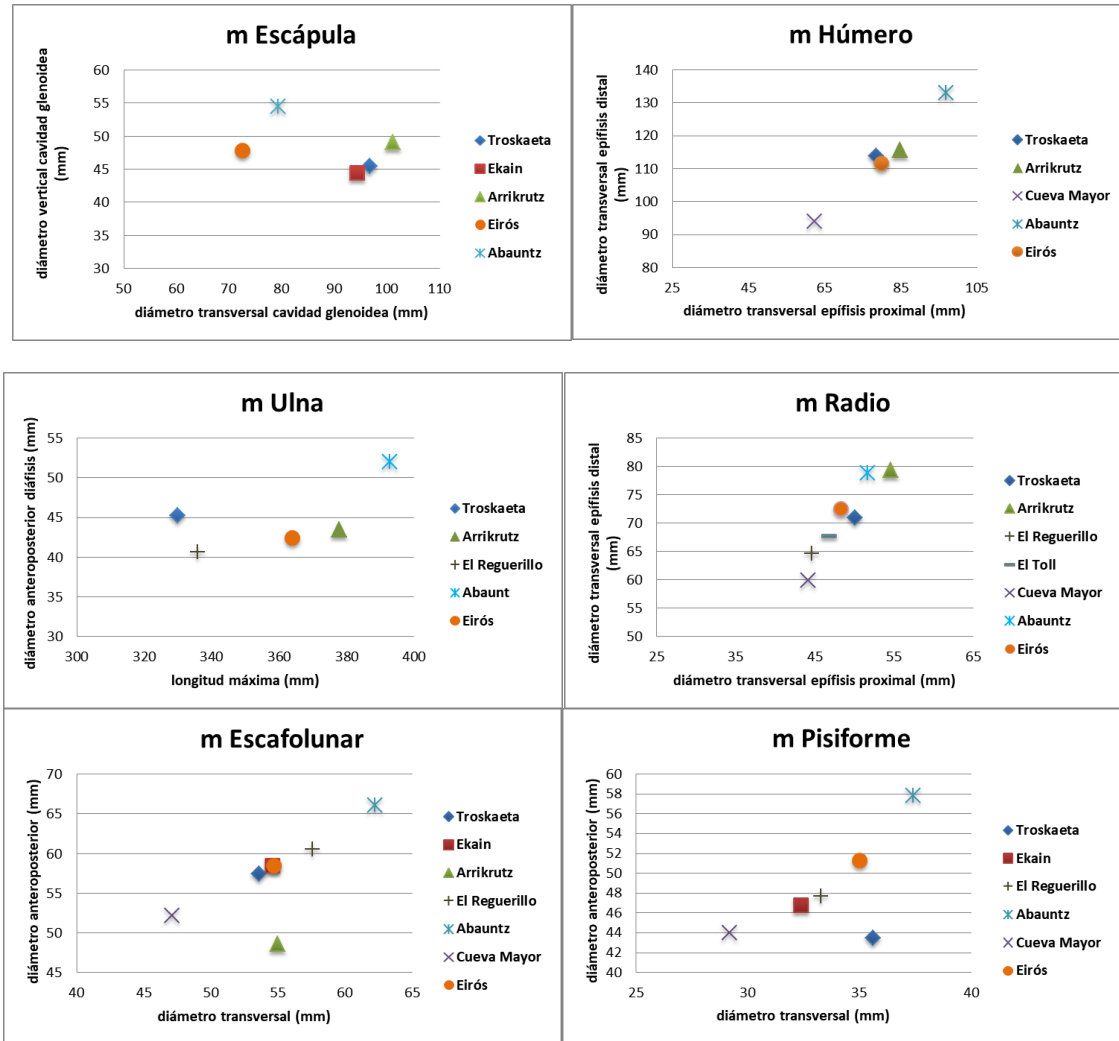 m Escápula
diámetro vertical cavidad glenoidea
(mm)
60
55
50
45
40
35
30
50 60 70 80 90 100 110
diámetro transversal cavidad glenoidea (mm)
Troskaeta
Ekain
Arrikrutz
Eirós
Abauntz
m Húmero
diámetro transversal epífisis distal
(mm)
140
130
120
110
100
90
80
25 45 65 85 105
diámetro transversal epífisis proximal (mm)
Troskaeta
Arrikrutz
Cueva Mayor
Abauntz
Eirós
m Ulna
diámetro anteroposterior diáfisis (mm)
55
50
45
40
35
30
300 320 340 360 380 400
longitud máxima (mm)
Troskaeta
Arrikrutz
El Reguerillo
Abaunt
Eirós
m Radio
diámetro transversal epífisis distal
(mm)
85
80
75
70
65
60
55
50
25 35 45 55 65
diámetro transversal epífisis proximal (mm)
Troskaeta
Arrikrutz
El Reguerillo
El Toll
Cueva Mayor
Abauntz
Eirós
m Escafolunar
diámetro anteroposterior (mm)
70
65
60
55
50
45
40 45 50 55 60 65
diámetro transversal (mm)
Troskaeta
Ekain
Arrikrutz
El Reguerillo
Abauntz
Cueva Mayor
Eirós
m Pisiforme
diámetro anteroposterior (mm)
60
58
56
54
52
50
48
46
44
42
40
25 30 35 40
diámetro transversal (mm)
Troskaeta
Ekain
El Reguerillo
Abauntz
Cueva Mayor
Eirós